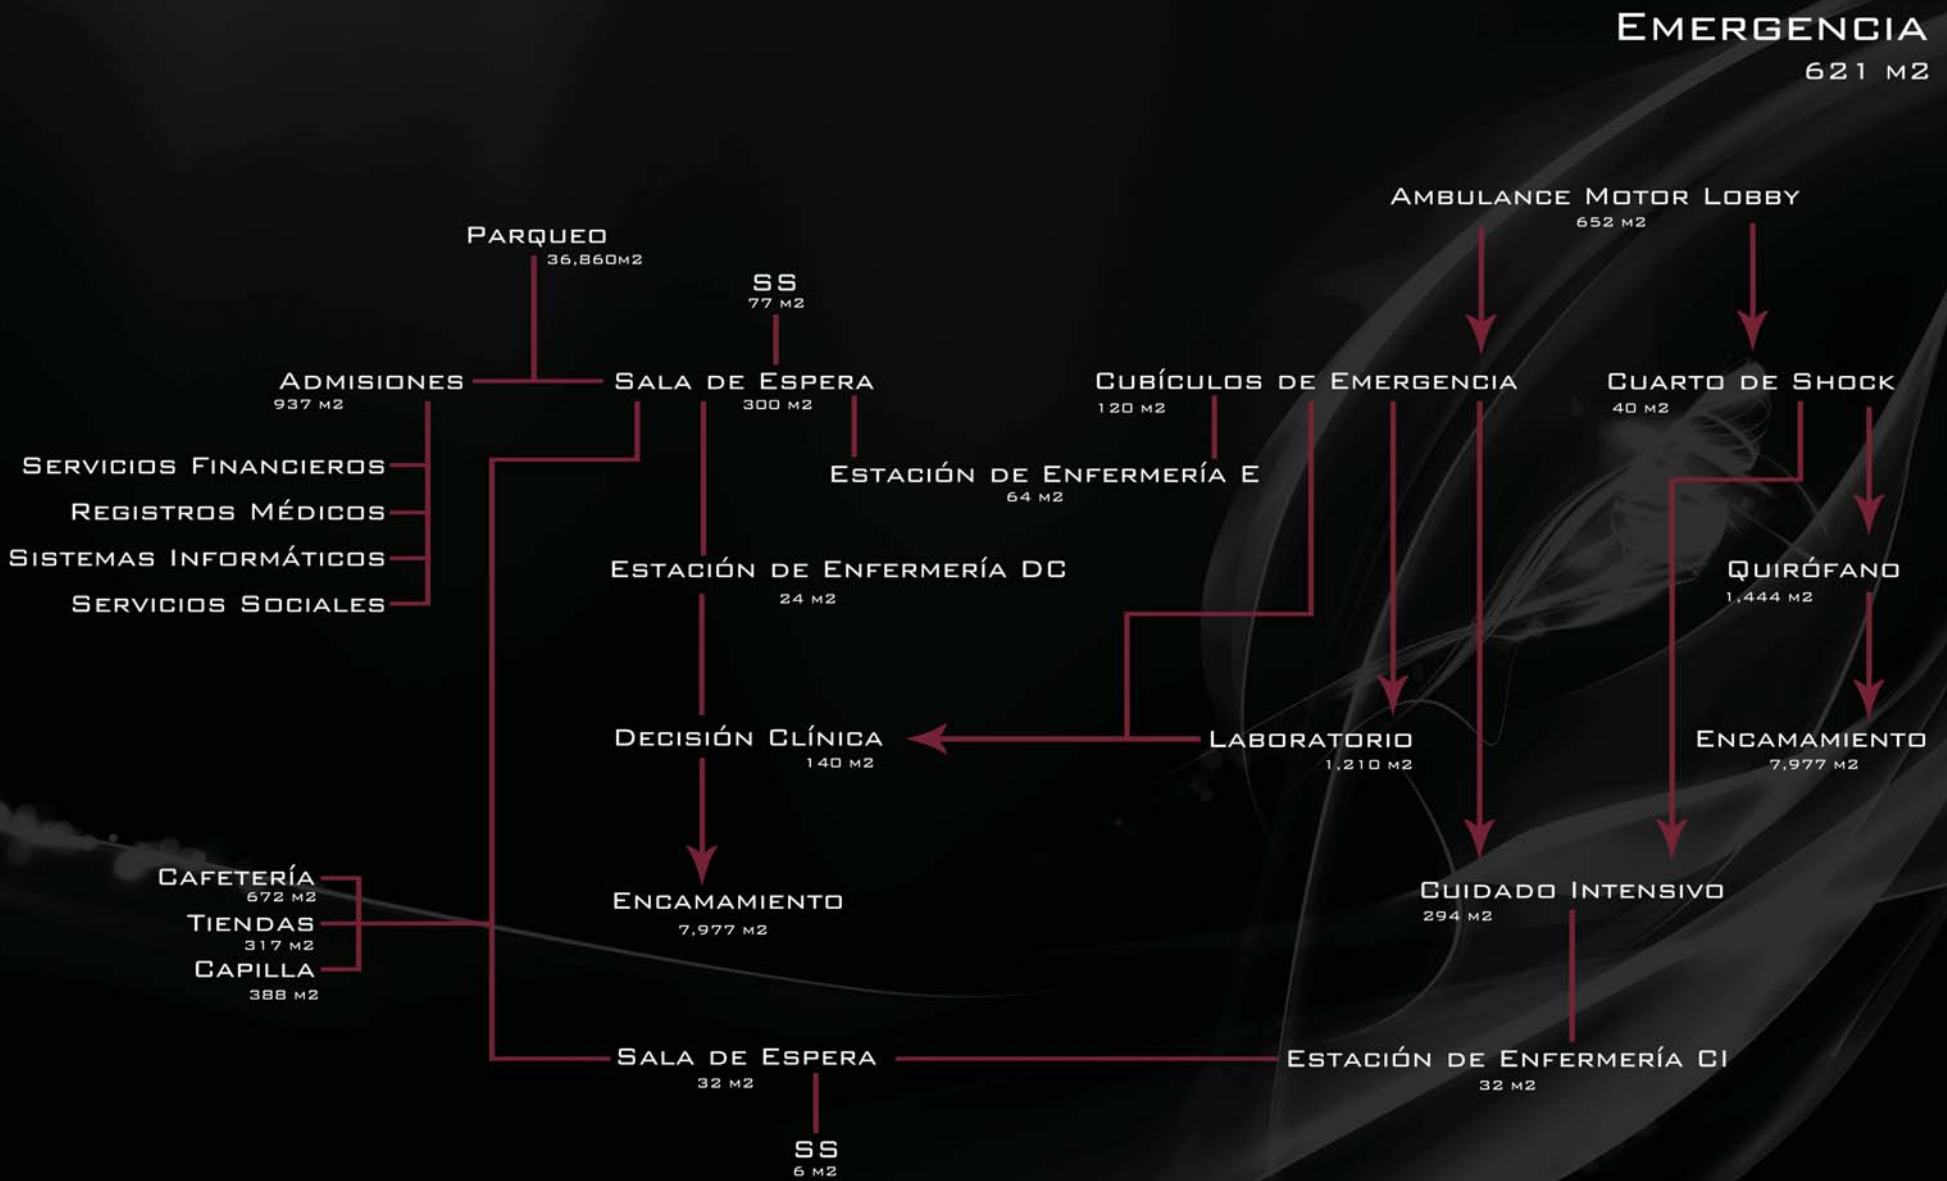 EMERGENCIA
621 M2
AMBULANCE MOTOR LOBBY
652 M2
PARQUEO
36,860M2
SS
77 M2
ADMISIONES
937 M2
SALA DE ESPERA
300 M2
CUBÍCULOS DE EMERGENCIA
120 M2
CUARTO DE SHOCK
40 M2
SERVICIOS FINANCIEROS
REGISTROS MÉDICOS
SISTEMAS INFORMÁTICOS
SERVICIOS SOCIALES
ESTACIÓN DE ENFERMERÍA E
64 M2
ESTACIÓN DE ENFERMERÍA DC
24 M2
QUIRÓFANO
1,444 M2
DECISIÓN CLÍNICA
140 M2
LABORATORIO
1,210 M2
ENCAMAMIENTO
7,977 M2
CAFETERÍA
672 M2
TIENDAS
317 M2
CAPILLA
388 M2
ENCAMAMIENTO
7,977 M2
CUIDADO INTENSIVO
294 M2
SALA DE ESPERA
32 M2
ESTACIÓN DE ENFERMERÍA CI
32 M2
SS
6 M2